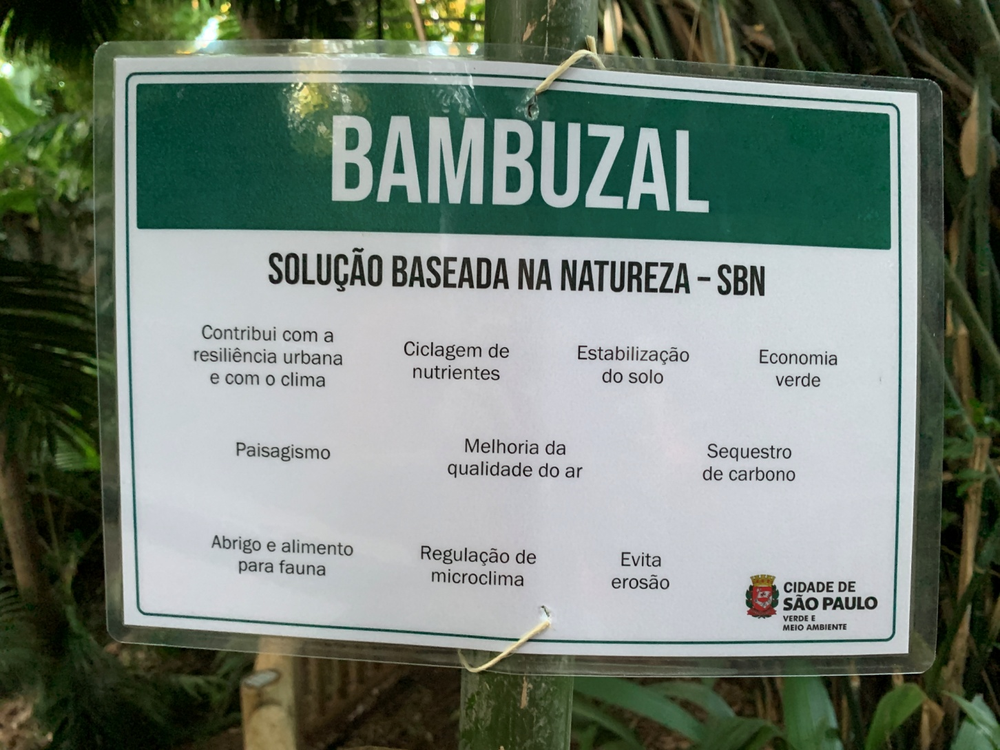 BAMBUZAL
SOLUÇÃO BASEADA NA NATUREZA – SBN
Contribui com a
resiliência urbana
e com o clima
Ciclagem de
nutrientes
Estabilização
do solo
Economia
verde
Paisagismo
Melhoria da
qualidade do ar
Sequestro
de carbono
Abrigo e alimento
para fauna
Regulação de
microclima
Evita
erosão
CIDADE DE
SÃO PAULO
VERDE E
MEIO AMBIENTE